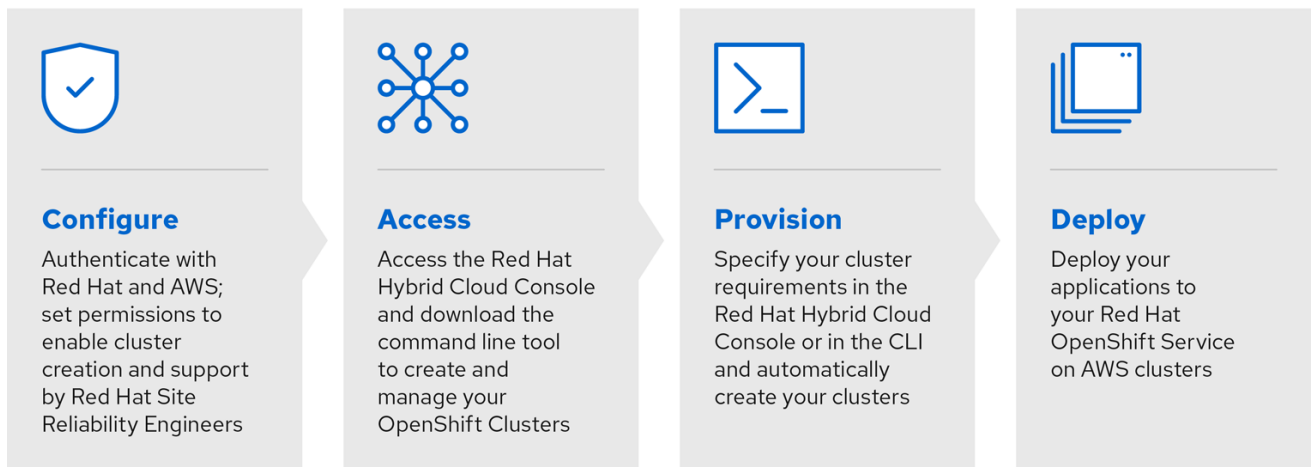 Configure
Authenticate with
Red Hat and AWS;
set permissions to
enable cluster
creation and support
by Red Hat Site
Reliability Engineers
Access
Access the Red Hat
Hybrid Cloud Console
and download the
command line tool
to create and
manage your
OpenShift Clusters
Provision
Specify your cluster
requirements in the
Red Hat Hybrid Cloud
Console or in the CLI
and automatically
create your clusters
Deploy
Deploy your
applications to
your Red Hat
OpenShift Service
on AWS clusters